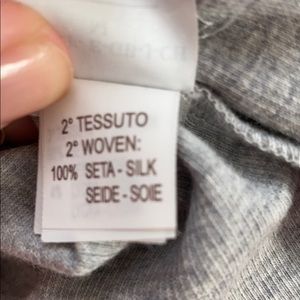 2° TESSUTO
2° WOVEN:
100% SETA - SILK
SEIDE - SOIE